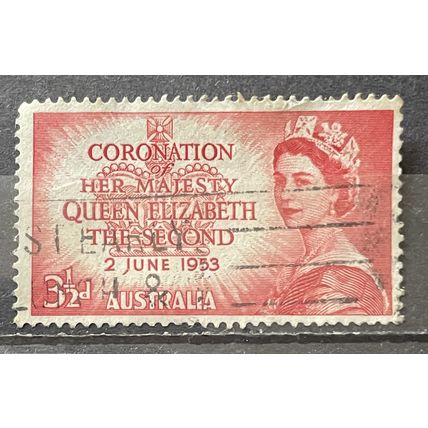 CORONATION
of
HER MAJESTY
QUEEN ELIZABETH
THE SECOND
2 JUNE 1953
3½d AUSTRALIA